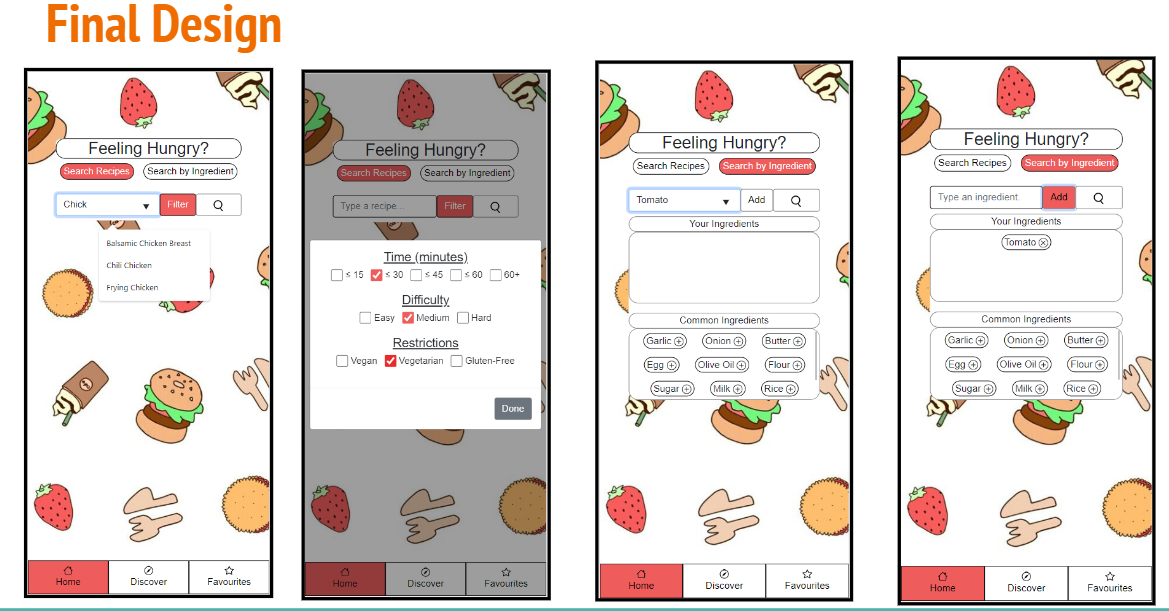 Final Design
Feeling Hungry?
Search Recipes Search by Ingredient
Chick Filter
Balsamic Chicken Breast
Chili Chicken
Frying Chicken
Home Discover Favourites
Feeling Hungry?
Search Recipes Search by Ingredient
Type a recipe... Filter
Time (minutes)
≤ 15 ≤ 30 ≤ 45 ≤ 60 60+
Difficulty
Easy Medium Hard
Restrictions
Vegan Vegetarian Gluten-Free
Done
Home Discover Favourites
Feeling Hungry?
Search Recipes Search by Ingredient
Tomato Add
Your Ingredients
Common Ingredients
Garlic Onion Butter
Egg Olive Oil Flour
Sugar Milk Rice
Home Discover Favourites
Feeling Hungry?
Search Recipes Search by Ingredient
Type an ingredient. Add
Your Ingredients
Tomato
Common Ingredients
Garlic Onion Butter
Egg Olive Oil Flour
Sugar Milk Rice
Home Discover Favourites